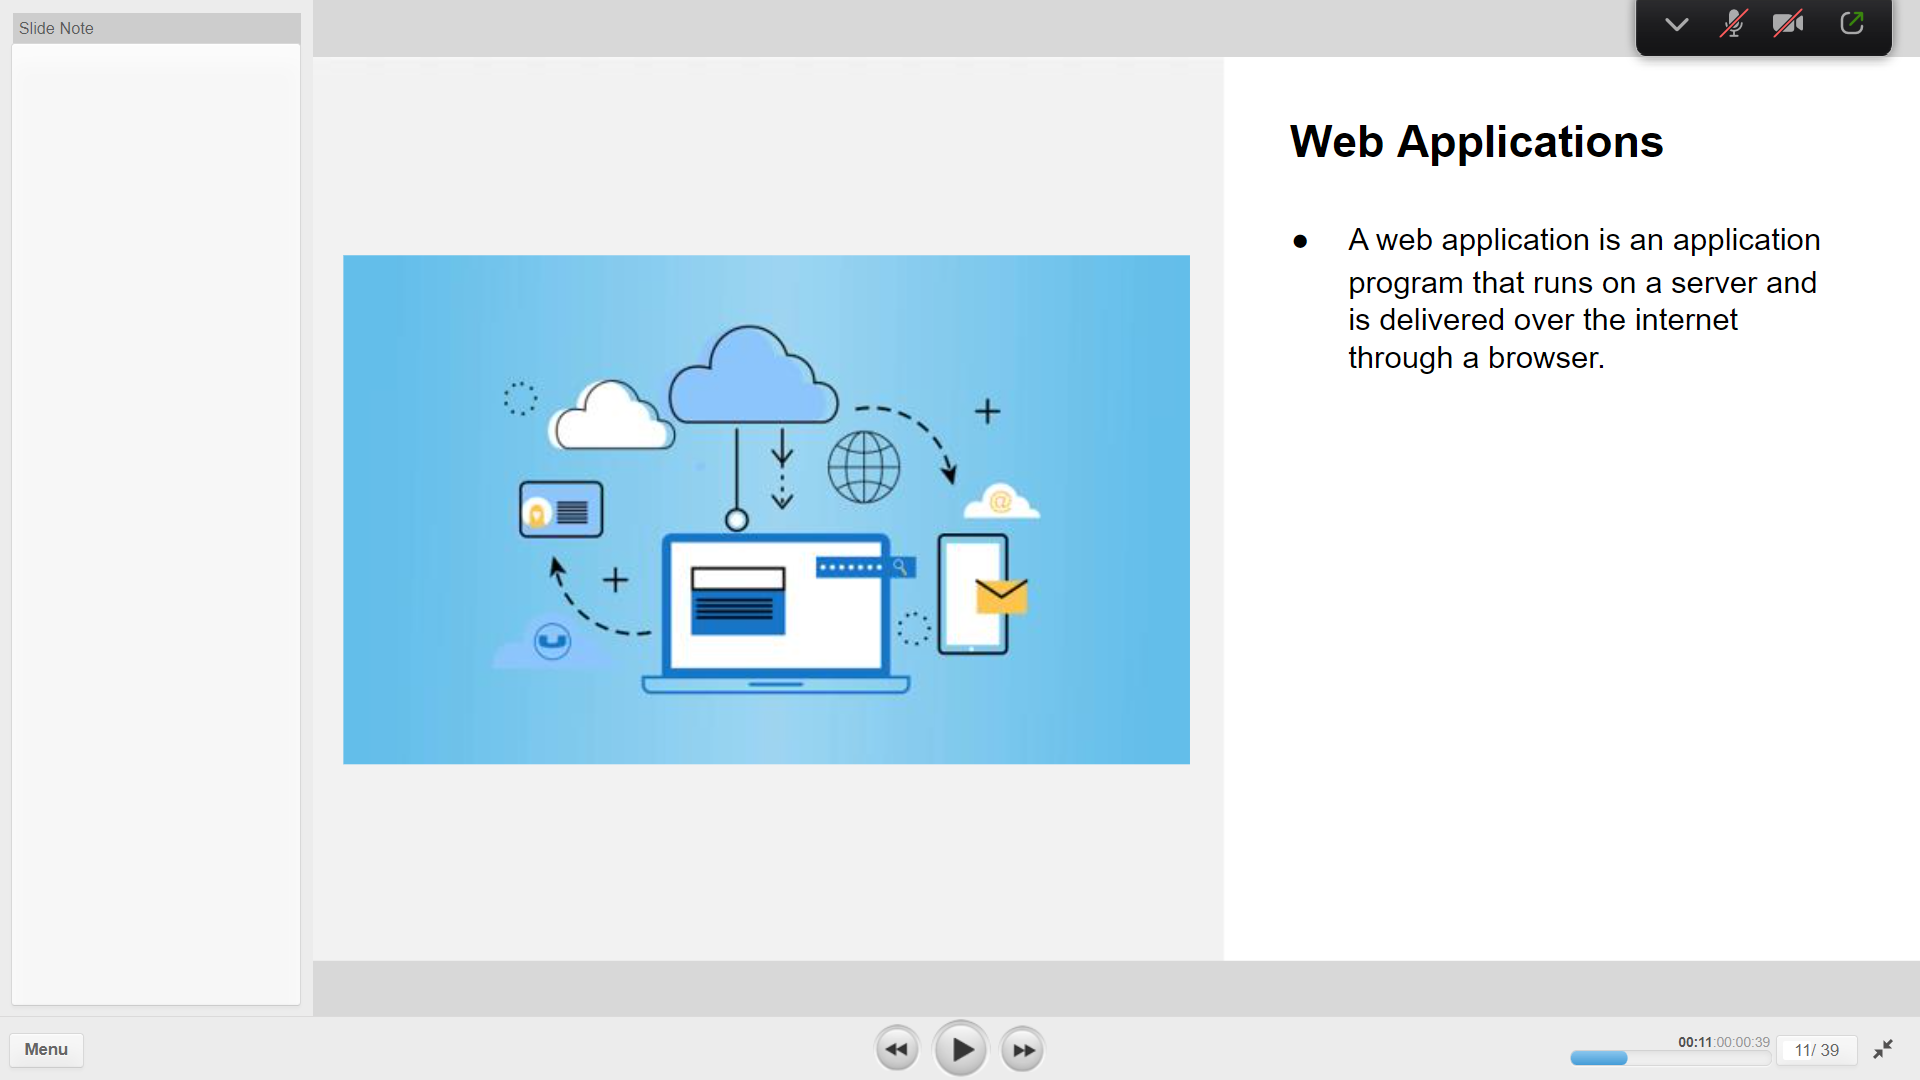 Slide Note
Web Applications
● A web application is an application
program that runs on a server and
is delivered over the internet
through a browser.
@
Menu
00:11:00:00:39
11/ 39